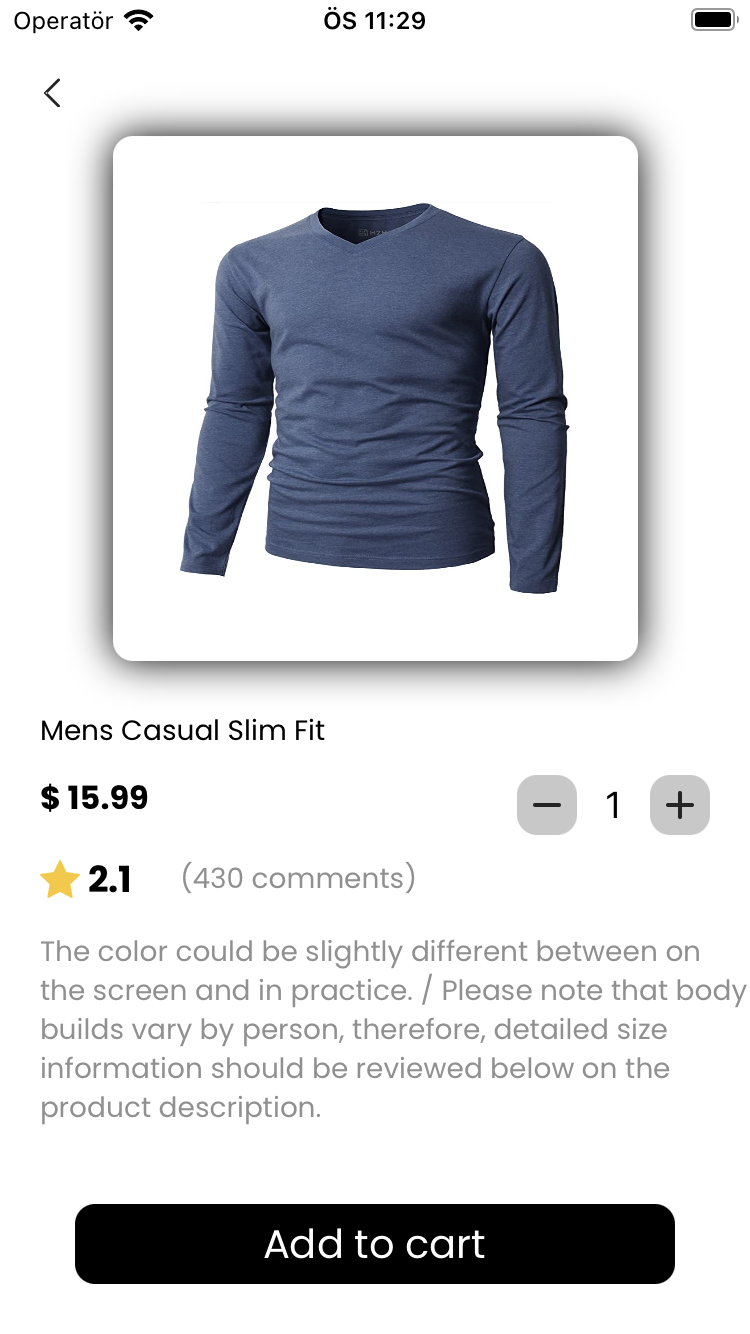 Operatör ÖS 11:29
Mens Casual Slim Fit
$ 15.99
1
2.1 (430 comments)
The color could be slightly different between on
the screen and in practice. / Please note that body
builds vary by person, therefore, detailed size
information should be reviewed below on the
product description.
Add to cart